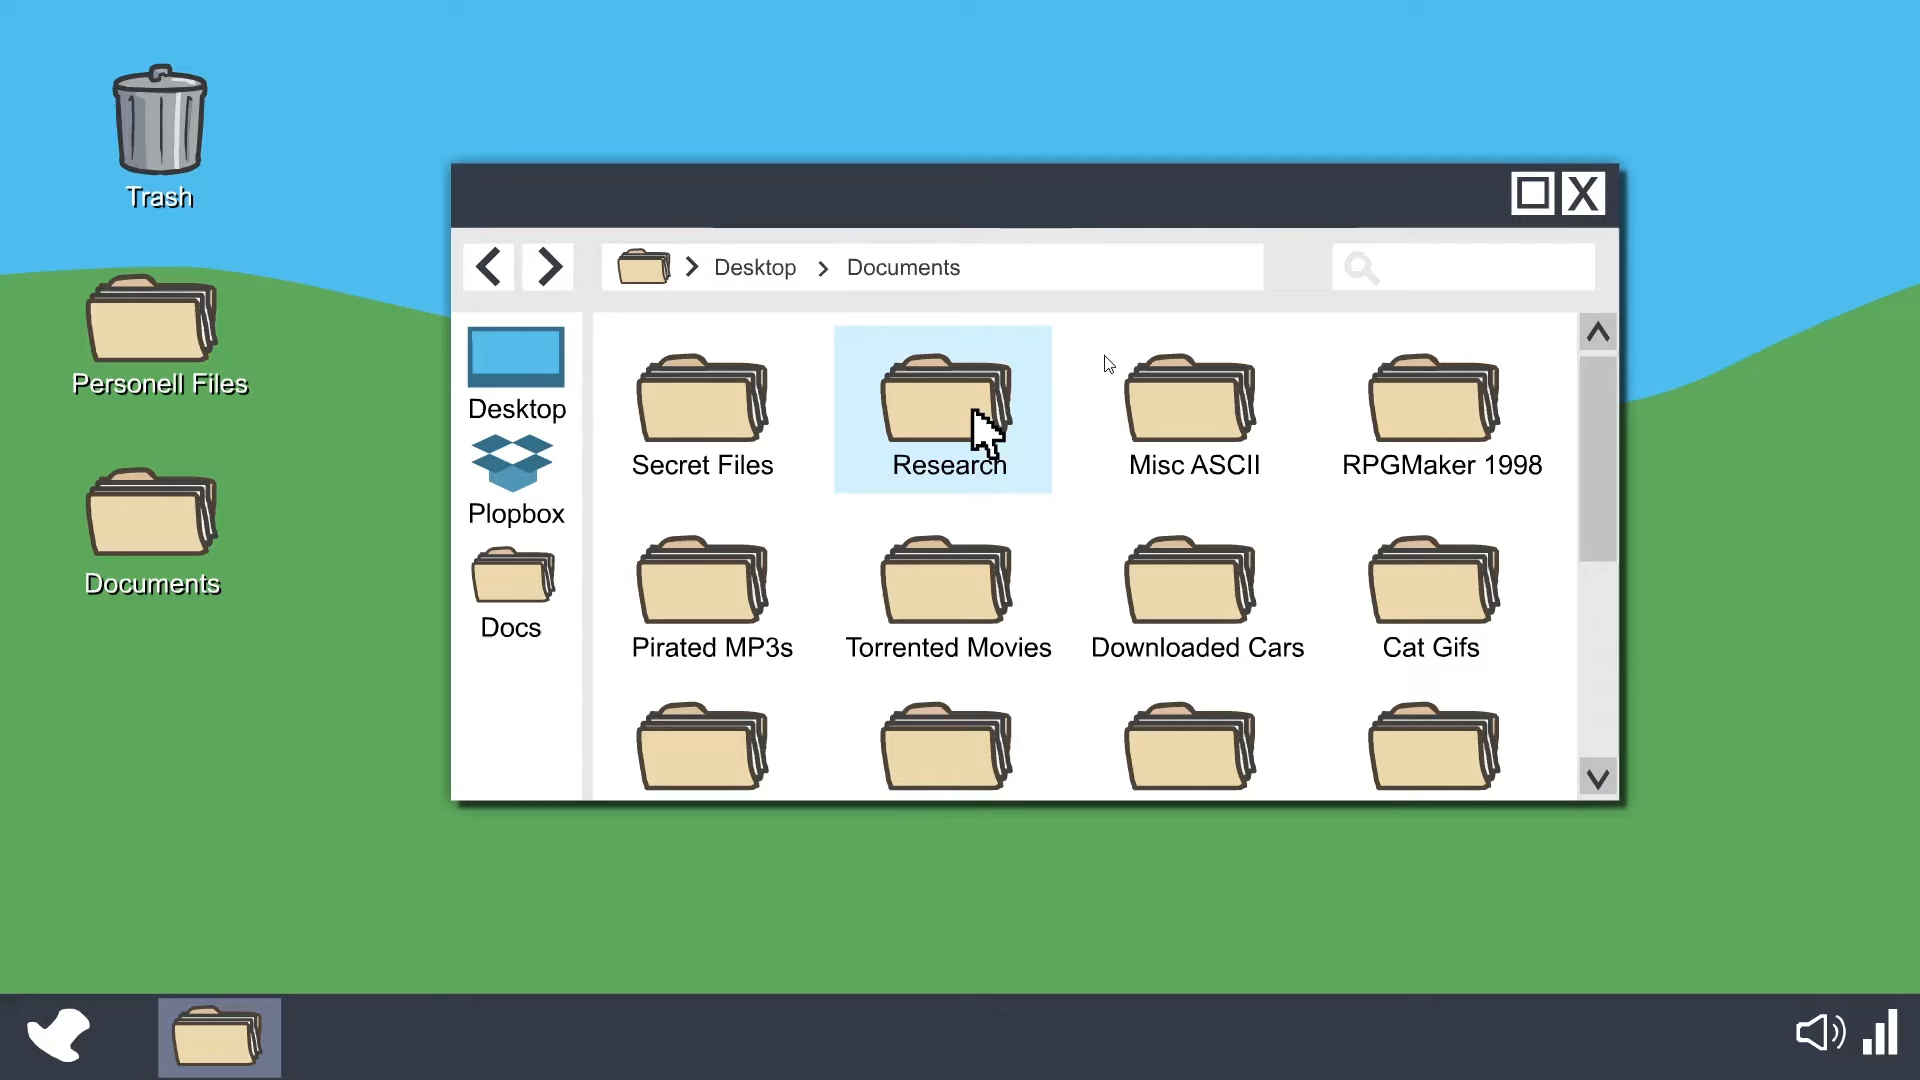 Trash
Personell Files
Documents
X
Desktop
Documents
Desktop
Plopbox
Docs
Secret Files
Research
Misc ASCII
RPGMaker 1998
Pirated MP3s
Torrented Movies
Downloaded Cars
Cat Gifs